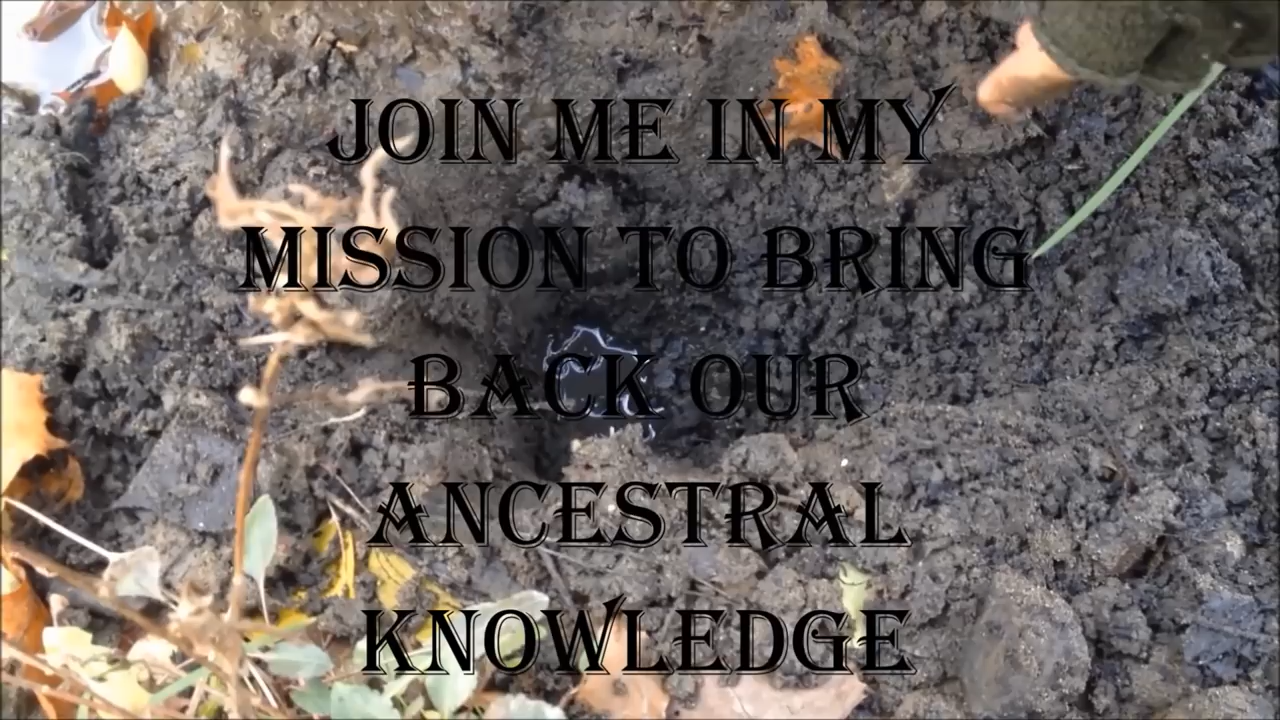 JOIN ME IN MY
MISSION TO BRING
BACK OUR
ANCESTRAL
KNOWLEDGE